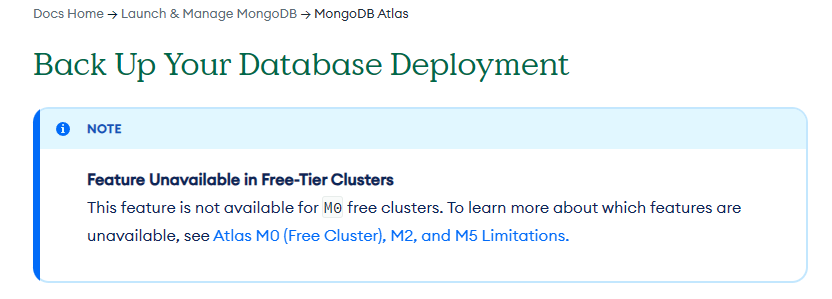 Docs Home → Launch & Manage MongoDB → MongoDB Atlas
Back Up Your Database Deployment
NOTE
Feature Unavailable in Free-Tier Clusters
This feature is not available for M0 free clusters. To learn more about which features are
unavailable, see Atlas M0 (Free Cluster), M2, and M5 Limitations.